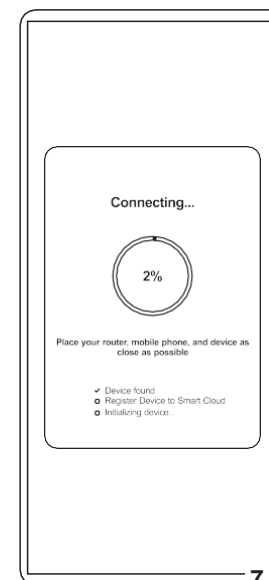 Connecting...
2%
Place your router, mobile phone, and device as
close as possible
Device found
Register Device to Smart Cloud
Initializing device...
7